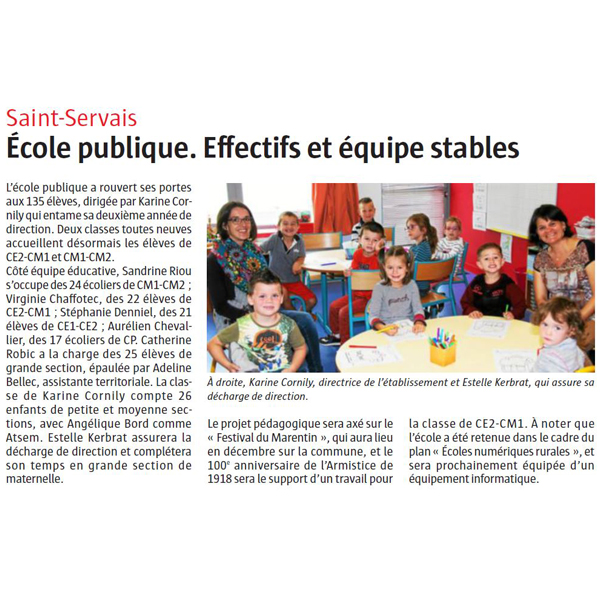 Saint-Servais
École publique. Effectifs et équipe stables
L'école publique a rouvert ses portes
aux 135 élèves, dirigée par Karine Cor-
nily qui entame sa deuxième année de
direction. Deux classes toutes neuves
accueillent désormais les élèves de
CE2-CM1 et CM1-CM2.
Côté équipe éducative, Sandrine Riou
s'occupe des 24 écoliers de CM1-CM2 ;
Virginie Chaffotec, des 22 élèves de
CE2-CM1 ; Stéphanie Denniel, des 21
élèves de CE1-CE2 ; Aurélien Cheval-
lier, des 17 écoliers de CP. Catherine
Robic a la charge des 25 élèves de
grande section, épaulée par Adeline
Bellec, assistante territoriale. La clas-
se de Karine Cornily compte 26
enfants de petite et moyenne sec-
tions, avec Angélique Bord comme
Atsem. Estelle Kerbrat assurera la
décharge de direction et complétera
son temps en grande section de
maternelle.
À droite, Karine Cornily, directrice de l'établissement et Estelle Kerbrat, qui assure sa
décharge de direction.
Le projet pédagogique sera axé sur le
« Festival du Marentin », qui aura lieu
en décembre sur la commune, et le
100e anniversaire de l'Armistice de
1918 sera le support d'un travail pour
la classe de CE2-CM1. À noter que
l'école a été retenue dans le cadre du
plan « Écoles numériques rurales », et
sera prochainement équipée d'un
équipement informatique.